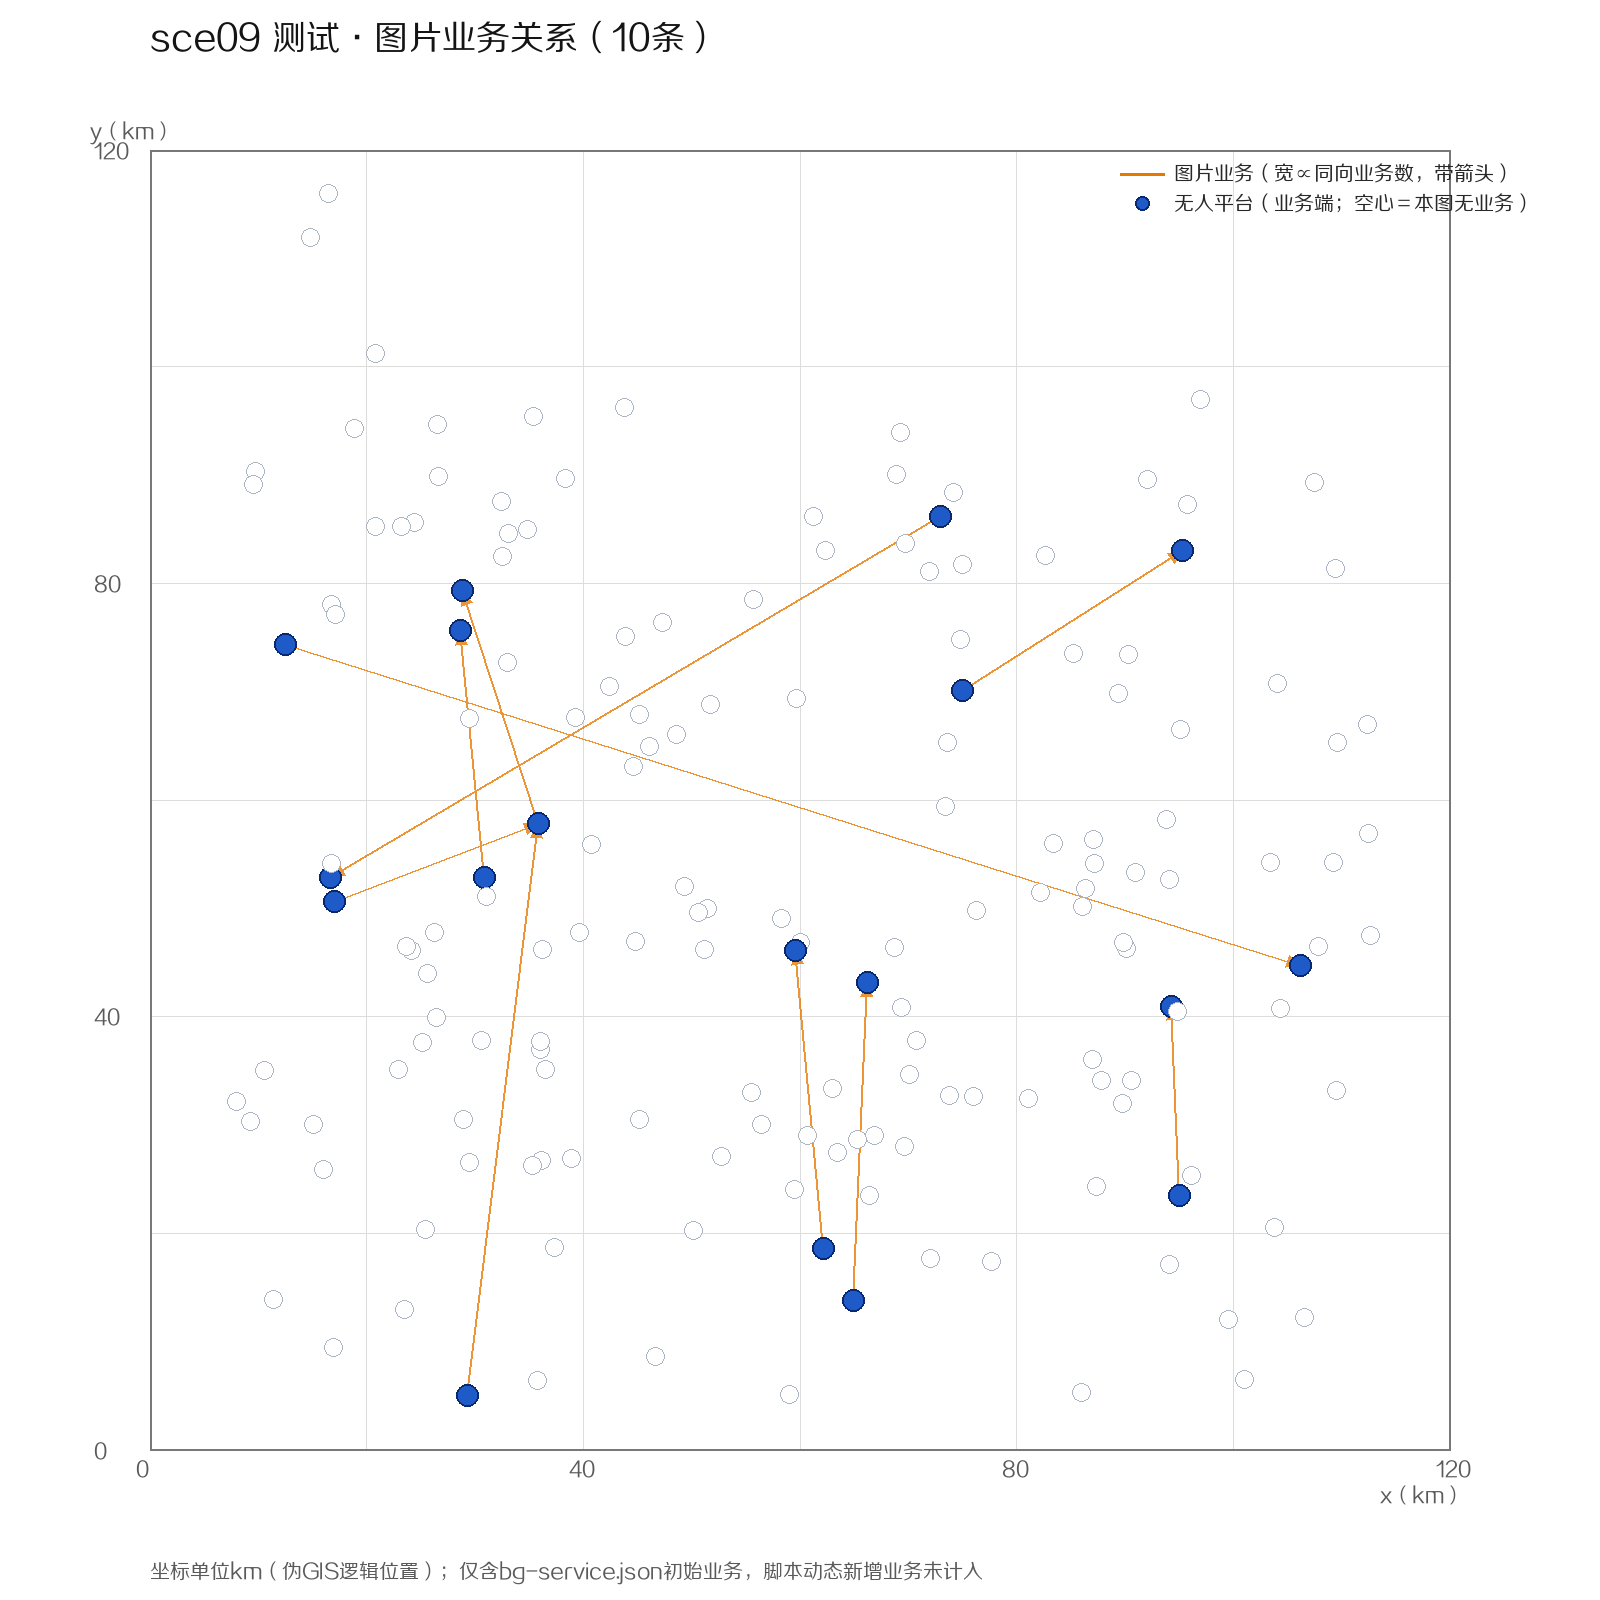 sce09 测试 · 图片业务关系（10条）
y（km）
120
图片业务（宽∝同向业务数，带箭头）
无人平台（业务端；空心＝本图无业务）
80
40
0
0 40 80 120
x（km）
坐标单位km（伪GIS逻辑位置）；仅含bg-service.json初始业务，脚本动态新增业务未计入